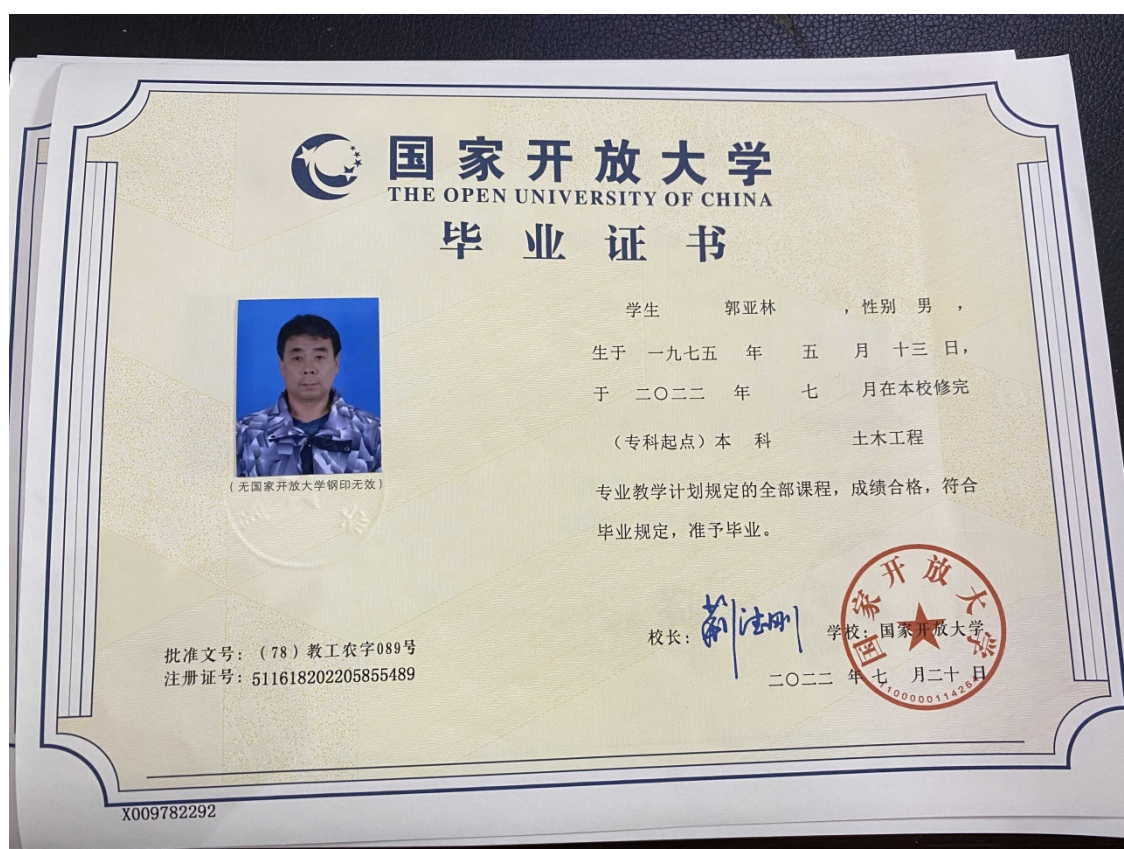 国家开放大学
THE OPEN UNIVERSITY OF CHINA
毕业证书
学生 郭亚林 ，性别 男 ，
生于 一九七五 年 五 月 十三 日，
于 二〇二二 年 七 月在本校修完
（专科起点）本 科 土木工程
专业教学计划规定的全部课程，成绩合格，符合
毕业规定，准予毕业。
（无国家开放大学钢印无效）
校长：荆德刚 学校：国家开放大学
二〇二二 年 七 月二十 日
国家开放大学
批准文号：（78）教工农字089号
注册证号：511618202205855489
X009782292